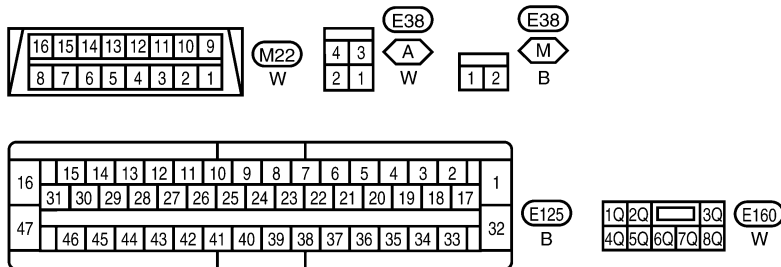 16 15 14 13 12 11 10 9
8 7 6 5 4 3 2 1
M22
W
4 3
2 1
E38
A
W
1 2
E38
M
B
16 15 14 13 12 11 10 9 8 7 6 5 4 3 2 1
31 30 29 28 27 26 25 24 23 22 21 20 19 18 17
47 46 45 44 43 42 41 40 39 38 37 36 35 34 33 32
E125
B
1Q 2Q 3Q
4Q 5Q 6Q 7Q 8Q
E160
W